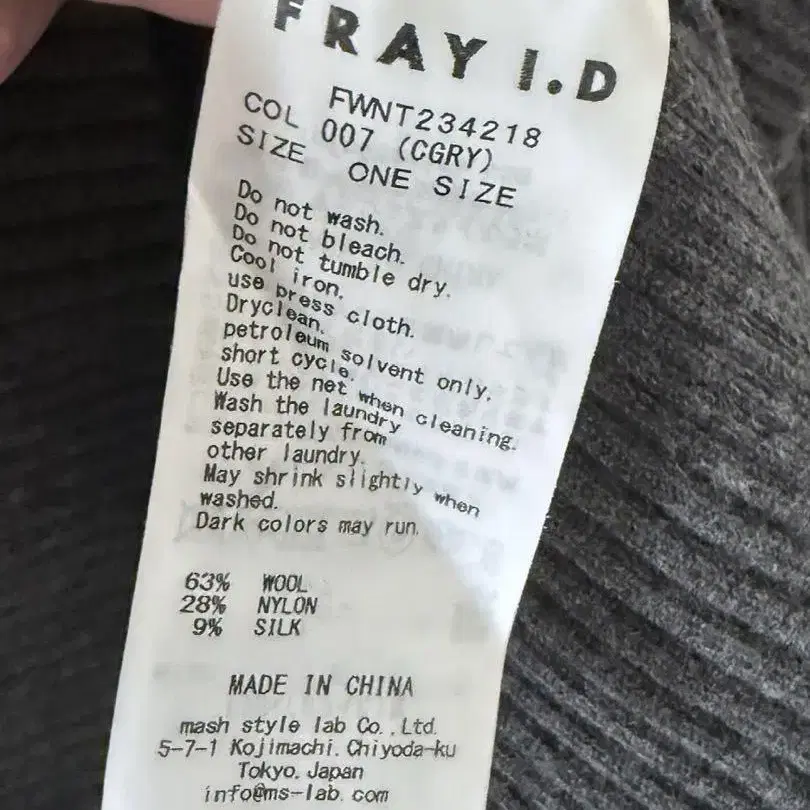 FRAY I.D
FWNT234218
COL 007 (CGRY)
SIZE ONE SIZE
Do not wash.
Do not bleach.
Do not tumble dry.
Cool iron.
use press cloth.
Dryclean.
petroleum solvent only.
short cycle.
Use the net when cleaning.
Wash the laundry
separately from
other laundry.
May shrink slightly when
washed.
Dark colors may run.
63% WOOL
28% NYLON
9% SILK
MADE IN CHINA
mash style lab Co., Ltd.
5-7-1 Kojimachi. Chiyoda-ku
Tokyo. Japan
info@ms-lab.com